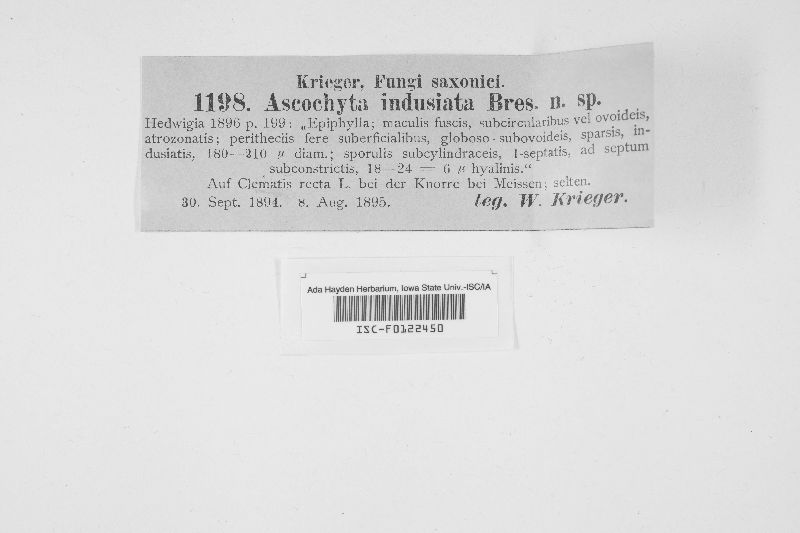 Krieger, Fungi saxonici.
1198. Ascochyta indusiata Bres. n. sp.
Hedwigia 1896 p. 199: „Epiphylla; maculis fuscis, subcircularibus vel ovoideis,
atrozonatis; peritheciis fere suberficialibus, globoso-subovoideis, sparsis, in-
dusiatis, 180—210 μ diam.; sporulis subcylindraceis, 1-septatis, ad septum
subconstrictis, 18—24 = 6 μ hyalinis.“
Auf Clematis recta L. bei der Knorre bei Meissen; selten.
30. Sept. 1894. 8. Aug. 1895. leg. W. Krieger.
Ada Hayden Herbarium, Iowa State Univ.-ISC/IA
ISC-F0122450